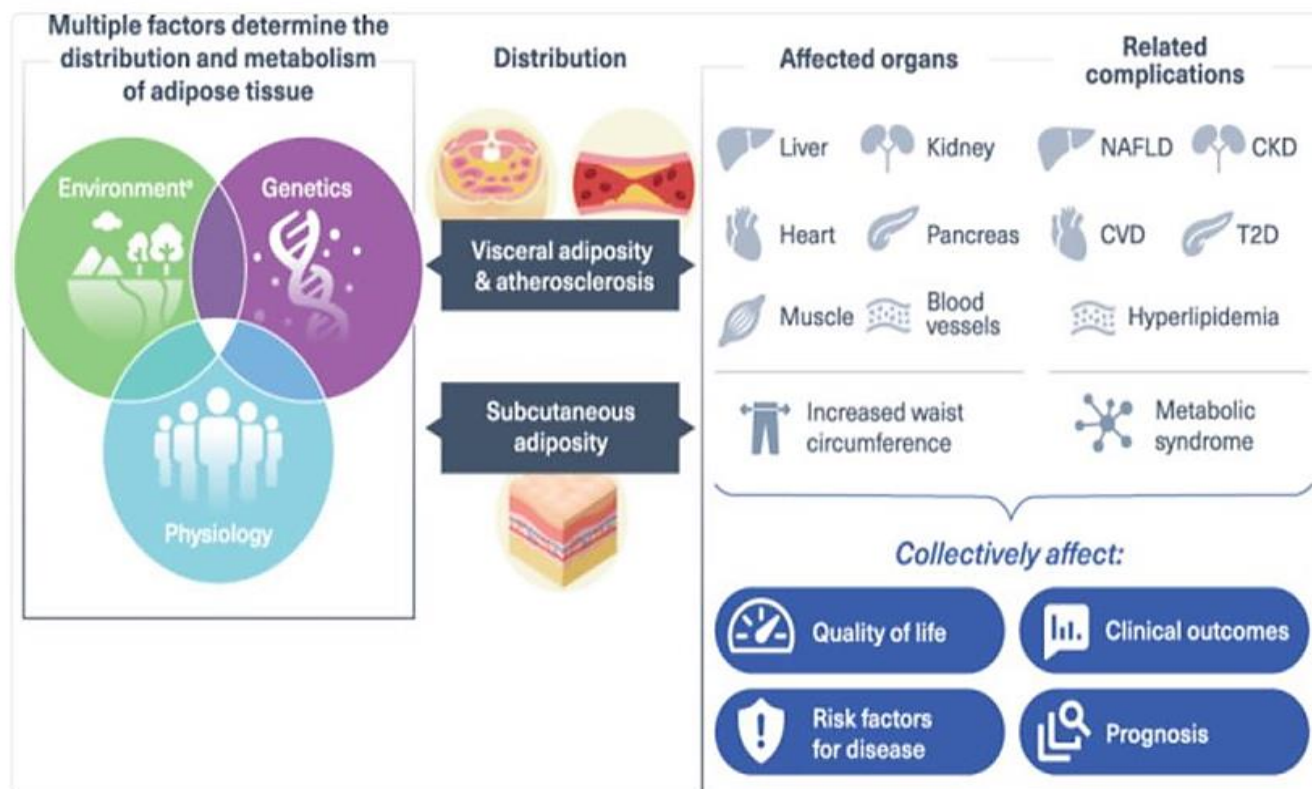 Multiple factors determine the
distribution and metabolism
of adipose tissue
Environmentª
Genetics
Physiology
Distribution
Visceral adiposity
& atherosclerosis
Subcutaneous
adiposity
Affected organs
Liver
Kidney
Heart
Pancreas
Muscle
Blood
vessels
Increased waist
circumference
Related
complications
NAFLD
CKD
CVD
T2D
Hyperlipidemia
Metabolic
syndrome
Collectively affect:
Quality of life
Clinical outcomes
Risk factors
for disease
Prognosis